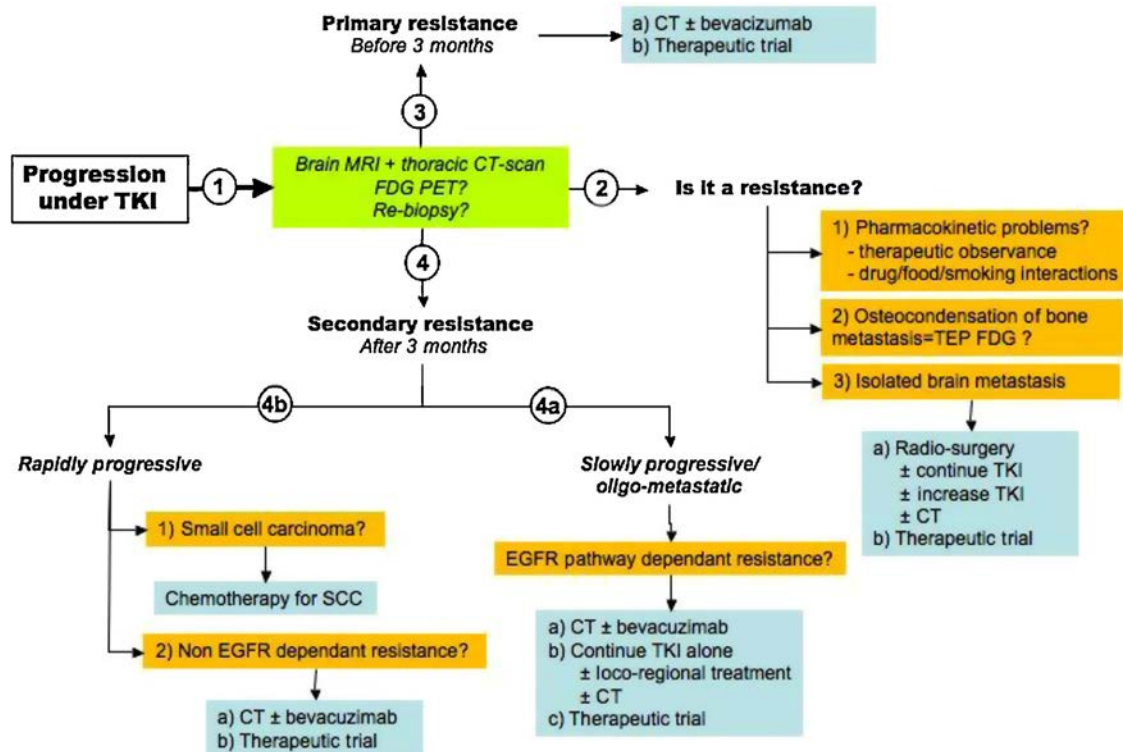 Primary resistance
Before 3 months
a) CT ± bevacizumab
b) Therapeutic trial
3
Progression
under TKI
1
Brain MRI + thoracic CT-scan
FDG PET?
Re-biopsy?
2
Is it a resistance?
1) Pharmacokinetic problems?
- therapeutic observance
- drug/food/smoking interactions
2) Osteocondensation of bone
metastasis=TEP FDG ?
3) Isolated brain metastasis
a) Radio-surgery
± continue TKI
± increase TKI
± CT
b) Therapeutic trial
4
Secondary resistance
After 3 months
4b
4a
Rapidly progressive
1) Small cell carcinoma?
Chemotherapy for SCC
2) Non EGFR dependant resistance?
a) CT ± bevacuzimab
b) Therapeutic trial
Slowly progressive/
oligo-metastatic
EGFR pathway dependant resistance?
a) CT ± bevacuzimab
b) Continue TKI alone
± loco-regional treatment
± CT
c) Therapeutic trial